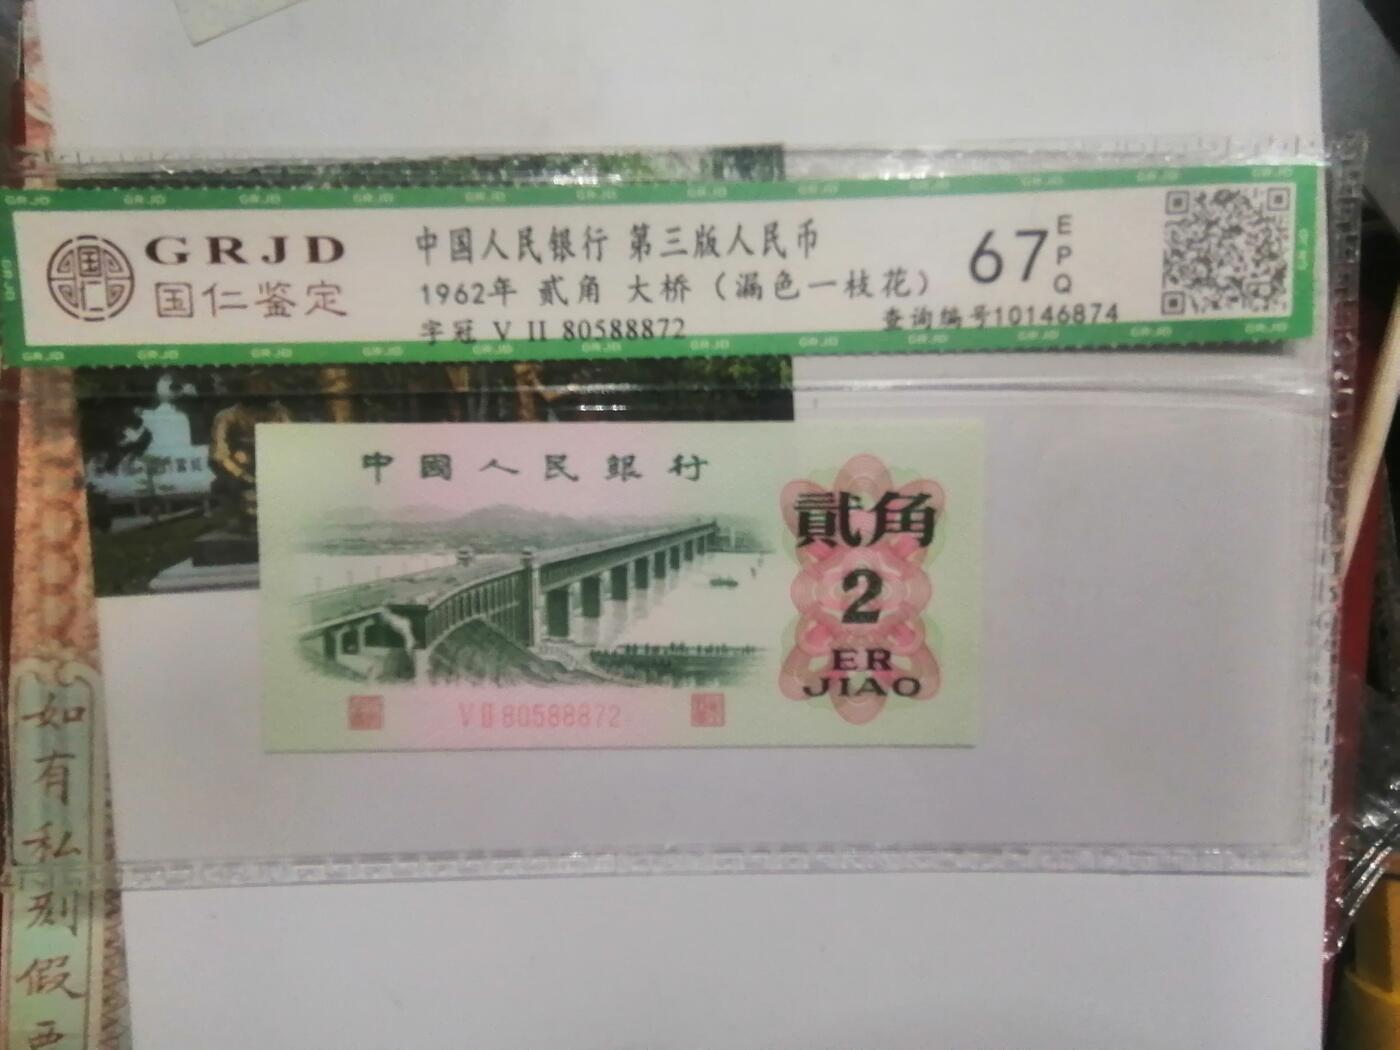 GRJD
国仁鉴定
国仁
中国人民银行 第三版人民币
1962年 贰角 大桥（漏色一枝花）
字冠 V II 80588872
67
EPQ
查询编号10146874
中國人民銀行
貳角
2
ER
JIAO
V II 80588872
如有私刻假